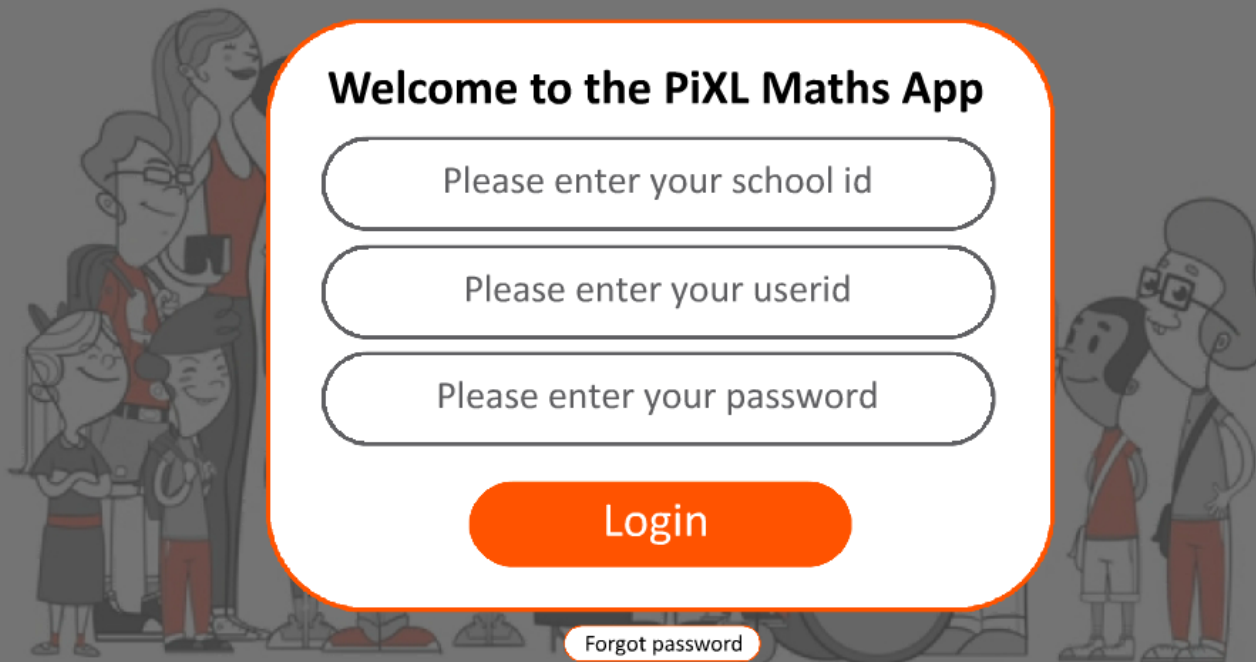 Welcome to the PiXL Maths App
Please enter your school id
Please enter your userid
Please enter your password
Login
Forgot password